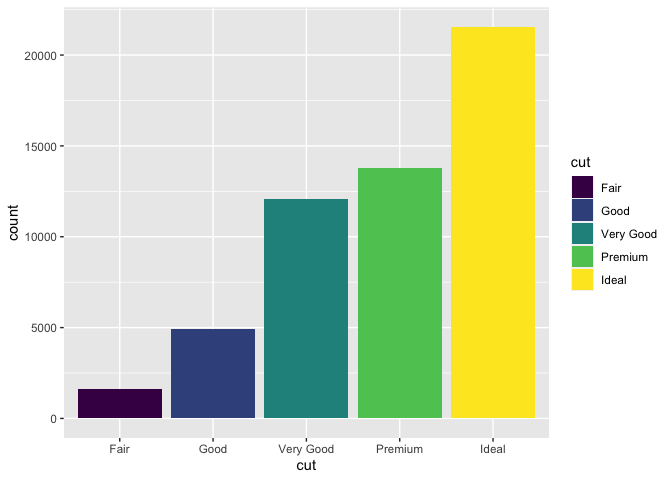 20000
15000
10000
5000
0
count
Fair Good Very Good Premium Ideal
cut
cut
Fair
Good
Very Good
Premium
Ideal